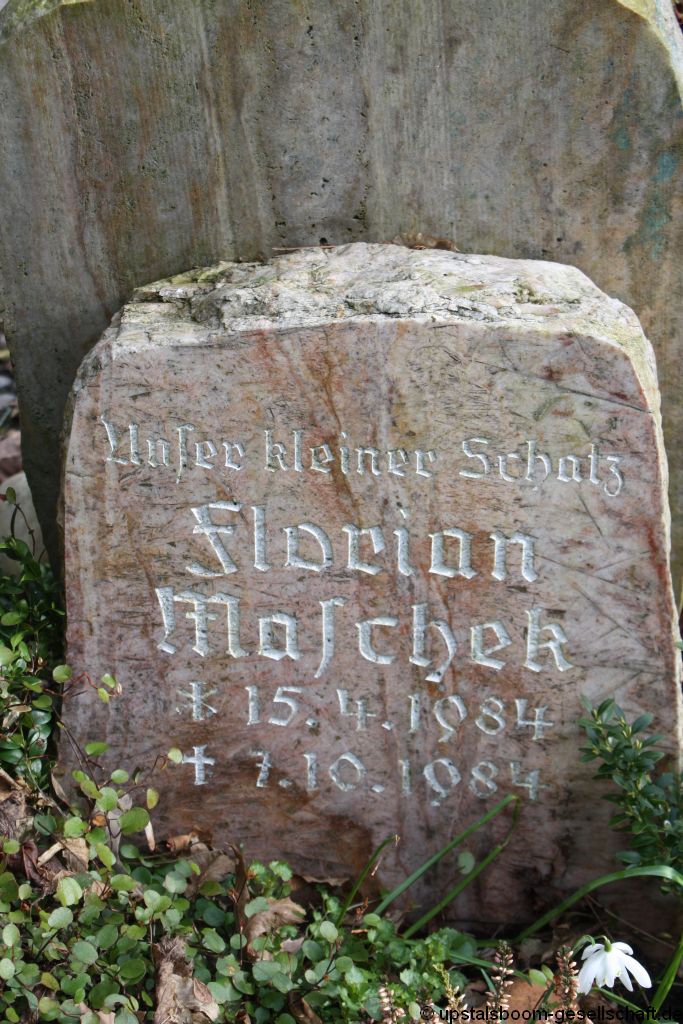 Unser kleiner Schatz
Florian
Maschek
* 15.4.1984
† 7.10.1984
© upstalsboom-gesellschaft.de